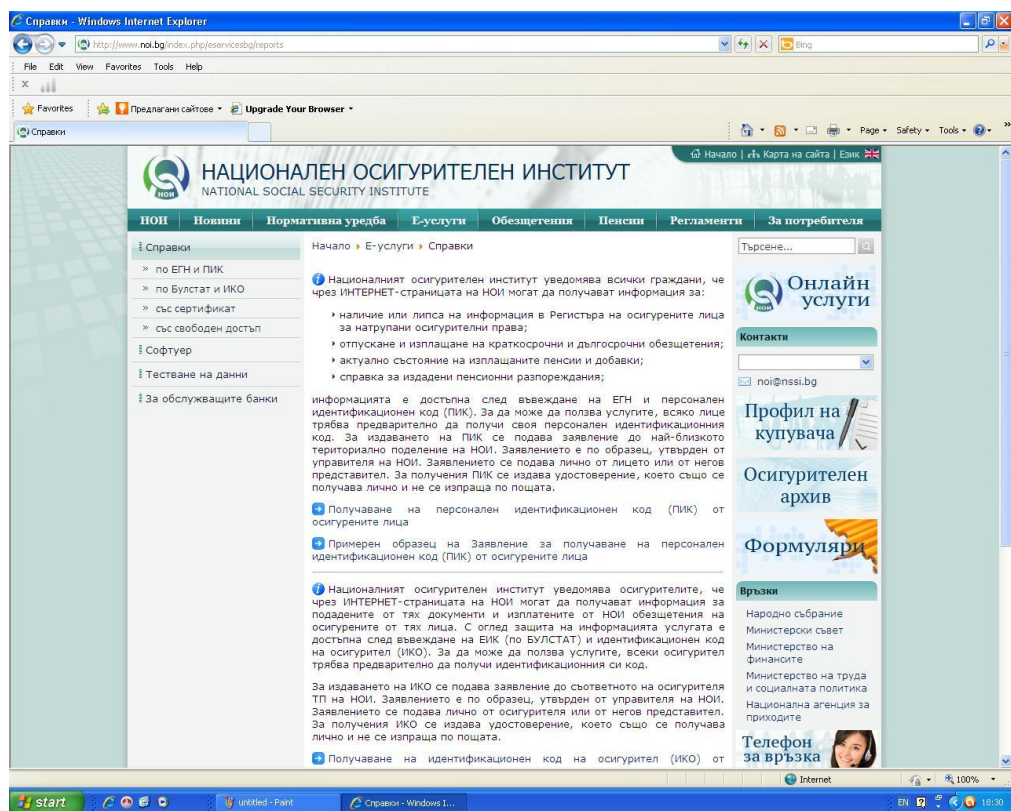 Справки - Windows Internet Explorer
http://www.noi.bg/index.php/eservicesbg/reports
Bing
File Edit View Favorites Tools Help
x
Favorites Предлагани сайтове Upgrade Your Browser
Справки
Page Safety Tools »
Начало | Карта на сайта | Език
НОИ
НАЦИОНАЛЕН ОСИГУРИТЕЛЕН ИНСТИТУТ
NATIONAL SOCIAL SECURITY INSTITUTE
НОИ Новини Нормативна уредба Е-услуги Обезщетения Пенсии Регламенти За потребителя
Справки
» по ЕГН и ПИК
» по Булстат и ИКО
» със сертификат
» със свободен достъп
Софтуер
Тестване на данни
За обслужващите банки
Начало Е-услуги Справки
Националният осигурителен институт уведомява всички граждани, че
чрез ИНТЕРНЕТ-страницата на НОИ могат да получават информация за:
наличие или липса на информация в Регистъра на осигурените лица
за натрупани осигурителни права;
отпускане и изплащане на краткосрочни и дългосрочни обезщетения;
актуално състояние на изплащаните пенсии и добавки;
справка за издадени пенсионни разпореждания;
информацията е достъпна след въвеждане на ЕГН и персонален
идентификационен код (ПИК). За да може да ползва услугите, всяко лице
трябва предварително да получи своя персонален идентификационния
код. За издаването на ПИК се подава заявление до най-близкото
териториално поделение на НОИ. Заявлението е по образец, утвърден от
управителя на НОИ. Заявлението се подава лично от лицето или от негов
представител. За получения ПИК се издава удостоверение, което също се
получава лично и не се изпраща по пощата.
Получаване на персонален идентификационен код (ПИК) от
осигурените лица
Примерен образец на Заявление за получаване на персонален
идентификационен код (ПИК) от осигурените лица
Националният осигурителен институт уведомява осигурителите, че
чрез ИНТЕРНЕТ-страницата на НОИ могат да получават информация за
подадените от тях документи и изплатените от НОИ обезщетения на
осигурените от тях лица. С оглед защита на информацията услугата е
достъпна след въвеждане на ЕИК (по БУЛСТАТ) и идентификационен код
на осигурител (ИКО). За да може да ползва услугите, всеки осигурител
трябва предварително да получи идентификационния си код.
За издаването на ИКО се подава заявление до съответното на осигурителя
ТП на НОИ. Заявлението е по образец, утвърден от управителя на НОИ.
Заявлението се подава лично от осигурителя или от негов представител.
За получения ИКО се издава удостоверение, което също се получава
лично и не се изпраща по пощата.
Получаване на идентификационен код на осигурител (ИКО) от
Търсене...
НОИ
Онлайн
услуги
Контакти
noi@nssi.bg
Профил на
купувача
Осигурителен
архив
Формуляри
Връзки
Народно събрание
Министерски съвет
Министерство на
финансите
Министерство на труда
и социалната политика
Национална агенция за
приходите
Телефон
за връзка
Internet 100%
start untitled - Paint Справки - Windows I... EN 18:30